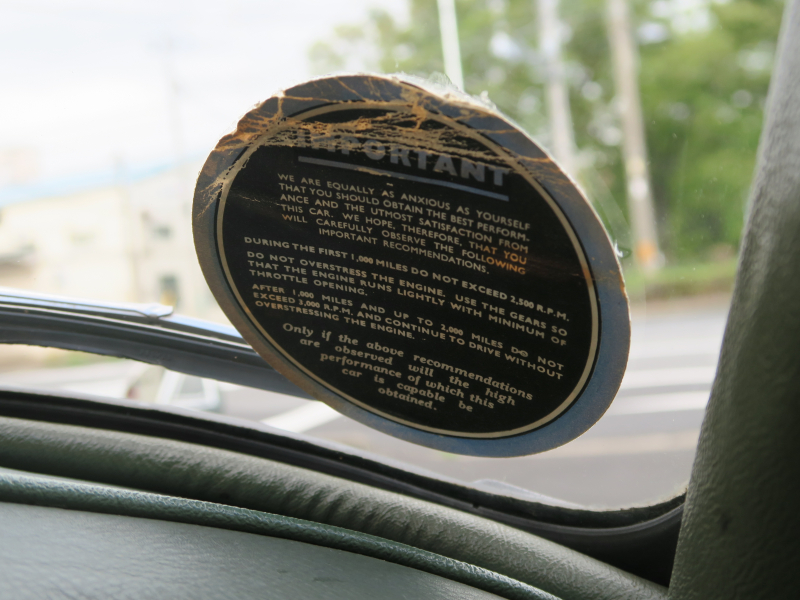 IMPORTANT
WE ARE EQUALLY AS ANXIOUS AS YOURSELF
THAT YOU SHOULD OBTAIN THE BEST PERFORM-
ANCE AND THE UTMOST SATISFACTION FROM
THIS CAR. WE HOPE, THEREFORE, THAT YOU
WILL CAREFULLY OBSERVE THE FOLLOWING
IMPORTANT RECOMMENDATIONS.
DURING THE FIRST 1,000 MILES DO NOT EXCEED 2,500 R.P.M.
DO NOT OVERSTRESS THE ENGINE. USE THE GEARS SO
THAT THE ENGINE RUNS LIGHTLY WITH MINIMUM OF
THROTTLE OPENING.
AFTER 1,000 MILES AND UP TO 2,000 MILES DO NOT
EXCEED 3,000 R.P.M. AND CONTINUE TO DRIVE WITHOUT
OVERSTRESSING THE ENGINE.
Only if the above recommendations
are observed will the high
performance of which this
car is capable be
obtained.